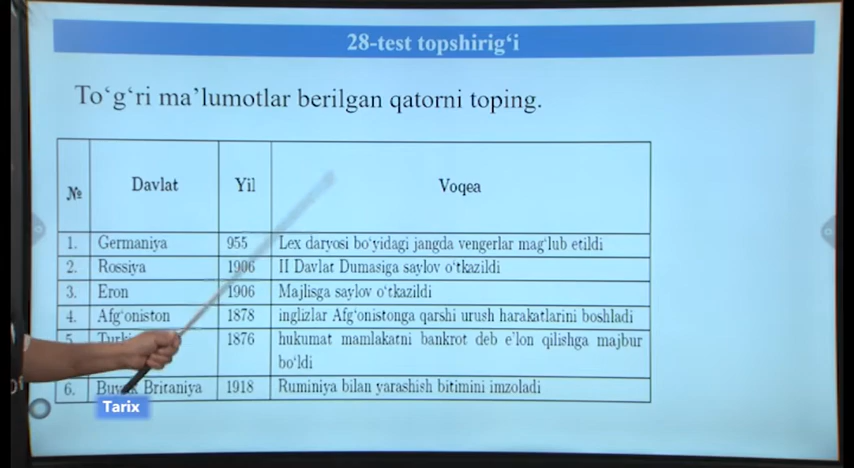 28-test topshirig‘i
To‘g‘ri ma’lumotlar berilgan qatorni toping.
№ Davlat Yil Voqea
1. Germaniya 955 Lex daryosi bo‘yidagi jangda vengerlar mag‘lub etildi
2. Rossiya 1906 II Davlat Dumasiga saylov o‘tkazildi
3. Eron 1906 Majlisga saylov o‘tkazildi
4. Afg‘oniston 1878 inglizlar Afg‘onistonga qarshi urush harakatlarini boshladi
5. 1876 hukumat mamlakatni bankrot deb e’lon qilishga majbur
bo‘ldi
6. Britaniya 1918 Ruminiya bilan yarashish bitimini imzoladi
Tarix